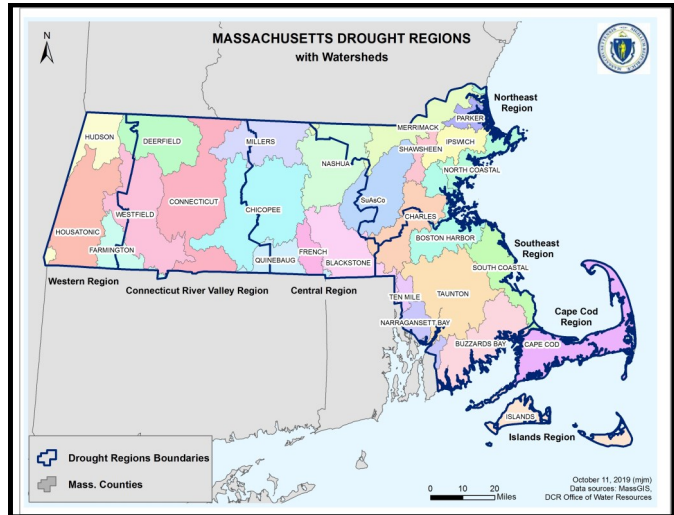 MASSACHUSETTS DROUGHT REGIONS
with Watersheds
N
Northeast
Region
HUDSON
DEERFIELD
MILLERS
NASHUA
MERRIMACK
PARKER
SHAWSHEEN
IPSWICH
NORTH COASTAL
SuAsCo
CONNECTICUT
CHICOPEE
WESTFIELD
HOUSATONIC
FARMINGTON
CHARLES
BOSTON HARBOR
QUINEBAUG
FRENCH
BLACKSTONE
Southeast
Region
SOUTH COASTAL
Western Region
Connecticut River Valley Region
Central Region
TEN MILE
TAUNTON
NARRAGANSETT BAY
BUZZARDS BAY
Cape Cod
Region
CAPE COD
ISLANDS
Islands Region
Drought Regions Boundaries
Mass. Counties
0 10 20
Miles
October 11, 2019 (mjm)
Data sources: MassGIS,
DCR Office of Water Resources